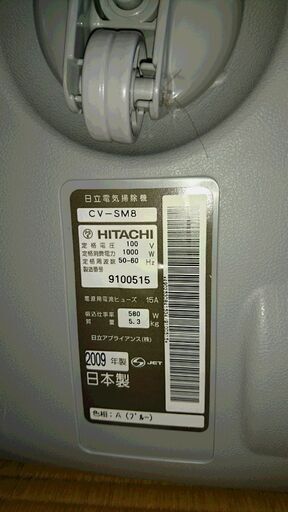 日立電気掃除機
CV-SM8
HITACHI
定格電圧 100 V
定格消費電力 1000 W
定格周波数 50-60 Hz
製造番号
9100515
電源用電流ヒューズ 15A
吸込仕事率 580 W
質量 5.3 kg
日立アプライアンス(株)
2009 年製
JET
日本製
色相:A(ブルー)